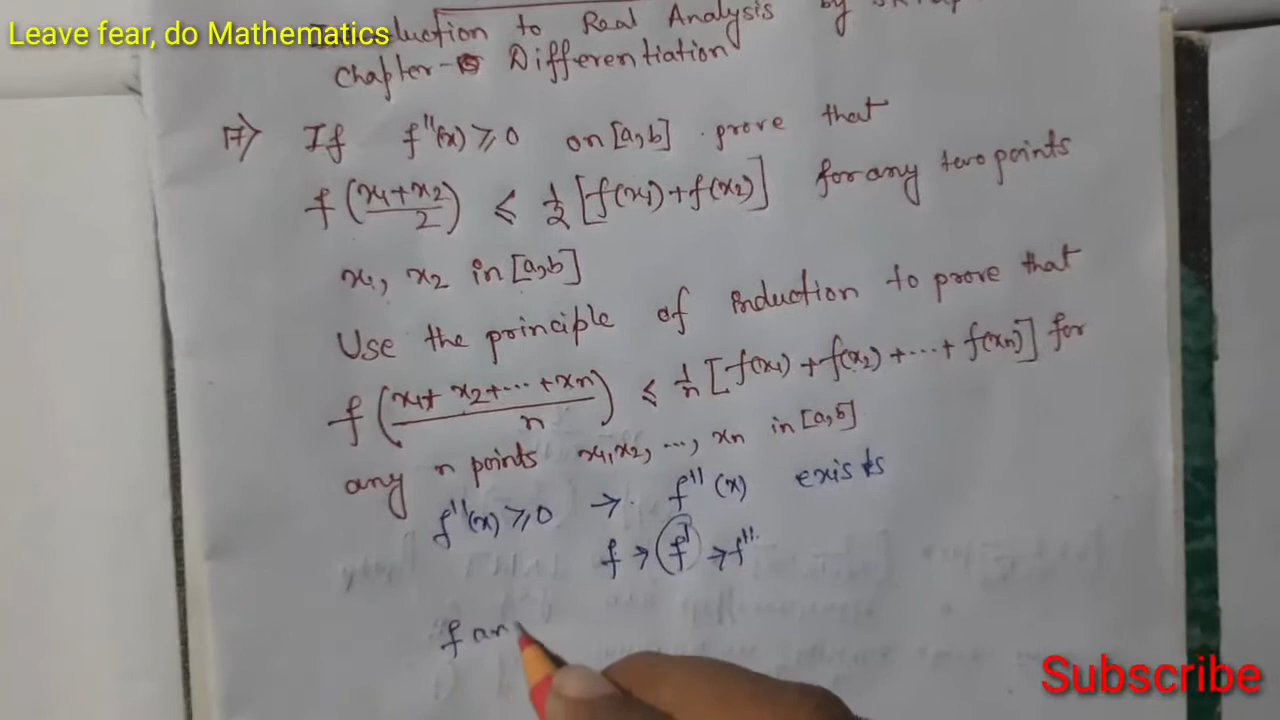 Leave fear, do Mathematics
to Real Analysis by
Chapter- Differentiation
17) If f''(x) ≥ 0 on [a,b] . prove that
f((x1+x2)/2) ≤ 1/2 [f(x1)+f(x2)] for any two points
x1, x2 in [a,b]
Use the principle of induction to prove that
f((x1+ x2+...+xn)/n) ≤ 1/n [f(x1) + f(x2) +...+ f(xn)] for
any n points x1,x2, ..., xn in [a,b]
f''(x) ≥ 0 → f''(x) exists
f → f' → f''
f an
Subscribe